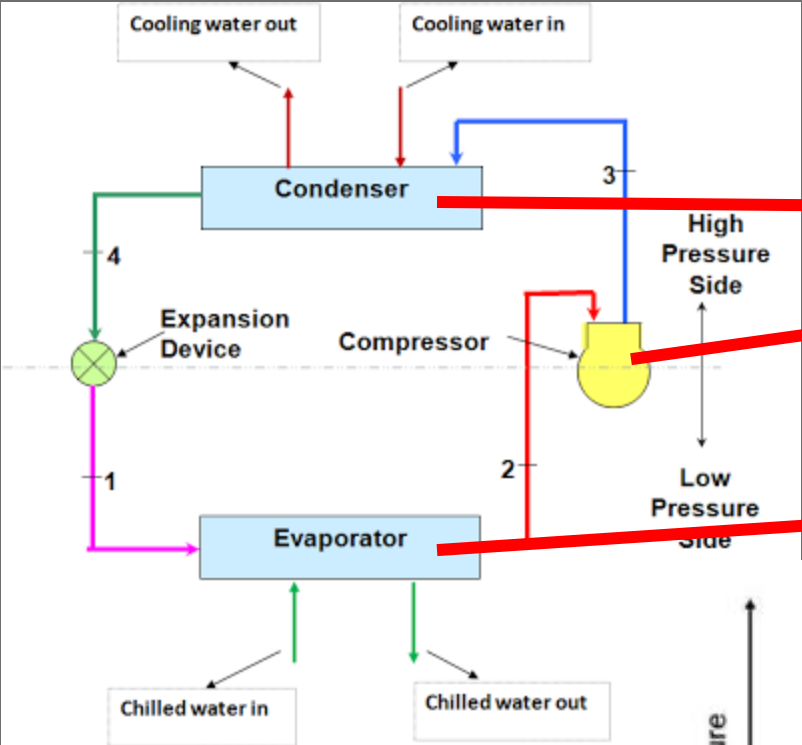 Cooling water out
Cooling water in
3
Condenser
High
Pressure
Side
4
Expansion
Device
Compressor
1
2
Low
Pressure
Side
Evaporator
Chilled water in
Chilled water out